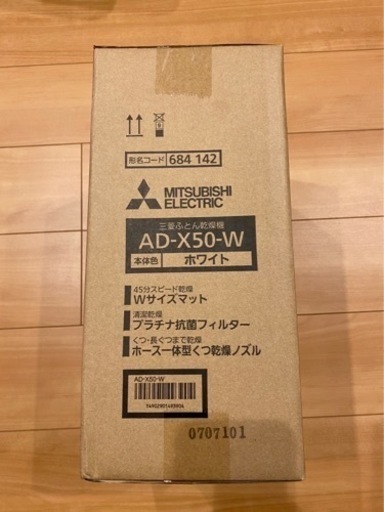 形名コード 684 142
MITSUBISHI
ELECTRIC
三菱ふとん乾燥機
AD-X50-W
本体色 ホワイト
45分スピード乾燥
Wサイズマット
清潔乾燥
プラチナ抗菌フィルター
くつ・長ぐつまで乾燥
ホース一体型くつ乾燥ノズル
AD-X50-W
0707101